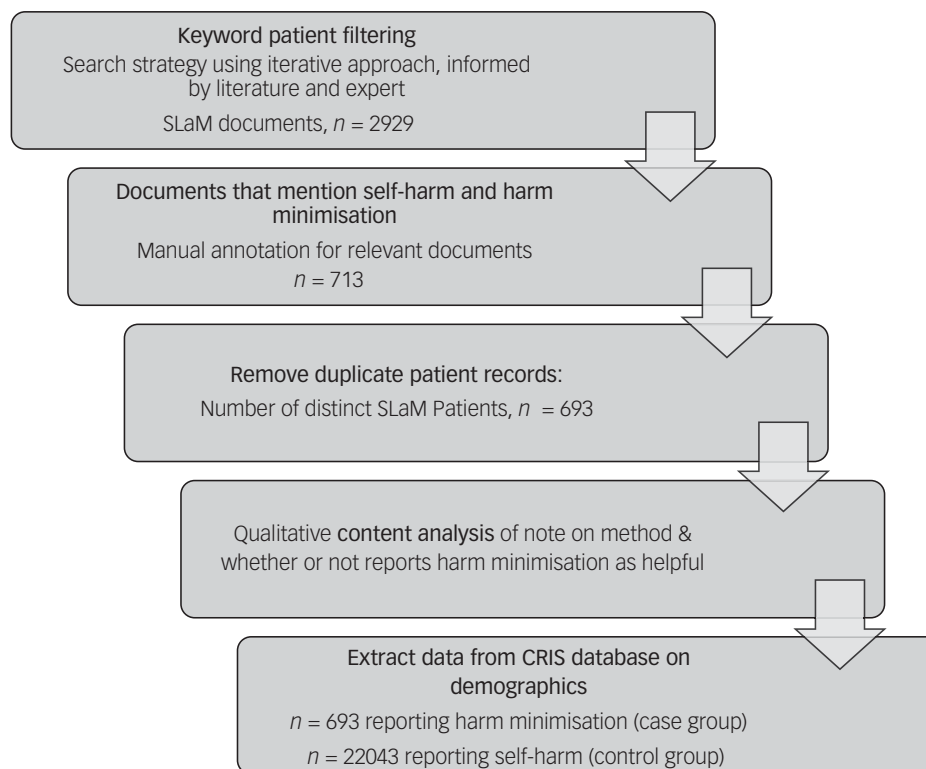 Keyword patient filtering
Search strategy using iterative approach, informed
by literature and expert
SLaM documents, n = 2929
Documents that mention self-harm and harm
minimisation
Manual annotation for relevant documents
n = 713
Remove duplicate patient records:
Number of distinct SLaM Patients, n = 693
Qualitative content analysis of note on method &
whether or not reports harm minimisation as helpful
Extract data from CRIS database on
demographics
n = 693 reporting harm minimisation (case group)
n = 22043 reporting self-harm (control group)